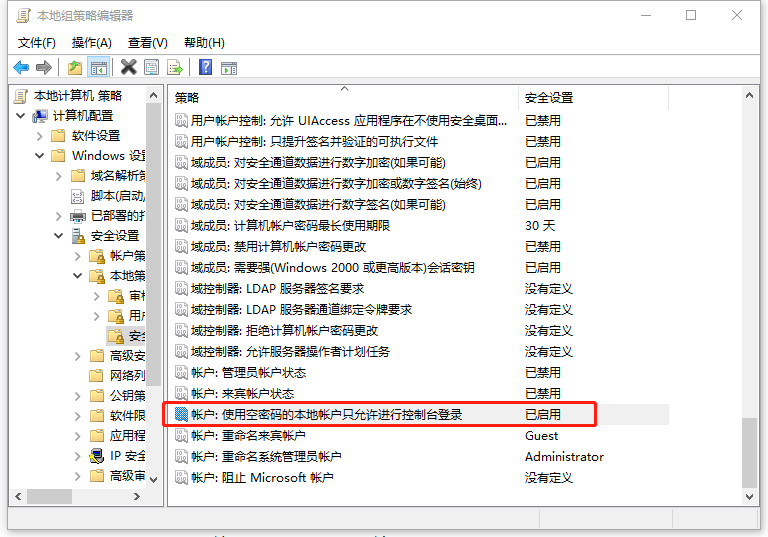 本地组策略编辑器
文件(F) 操作(A) 查看(V) 帮助(H)
本地计算机 策略
计算机配置
软件设置
Windows 设
域名解析策
脚本(启动/
已部署的打
安全设置
帐户策
本地策
审核
用户
安全
高级安
网络列
公钥策
软件限
应用程
IP 安全
高级审
策略 安全设置
用户帐户控制: 允许 UIAccess 应用程序在不使用安全桌面... 已禁用
用户帐户控制: 只提升签名并验证的可执行文件 已禁用
域成员: 对安全通道数据进行数字加密(如果可能) 已启用
域成员: 对安全通道数据进行数字加密或数字签名(始终) 已启用
域成员: 对安全通道数据进行数字签名(如果可能) 已启用
域成员: 计算机帐户密码最长使用期限 30 天
域成员: 禁用计算机帐户密码更改 已禁用
域成员: 需要强(Windows 2000 或更高版本)会话密钥 已启用
域控制器: LDAP 服务器签名要求 没有定义
域控制器: LDAP 服务器通道绑定令牌要求 没有定义
域控制器: 拒绝计算机帐户密码更改 没有定义
域控制器: 允许服务器操作者计划任务 没有定义
帐户: 管理员帐户状态 已禁用
帐户: 来宾帐户状态 已禁用
帐户: 使用空密码的本地帐户只允许进行控制台登录 已启用
帐户: 重命名来宾帐户 Guest
帐户: 重命名系统管理员帐户 Administrator
帐户: 阻止 Microsoft 帐户 没有定义